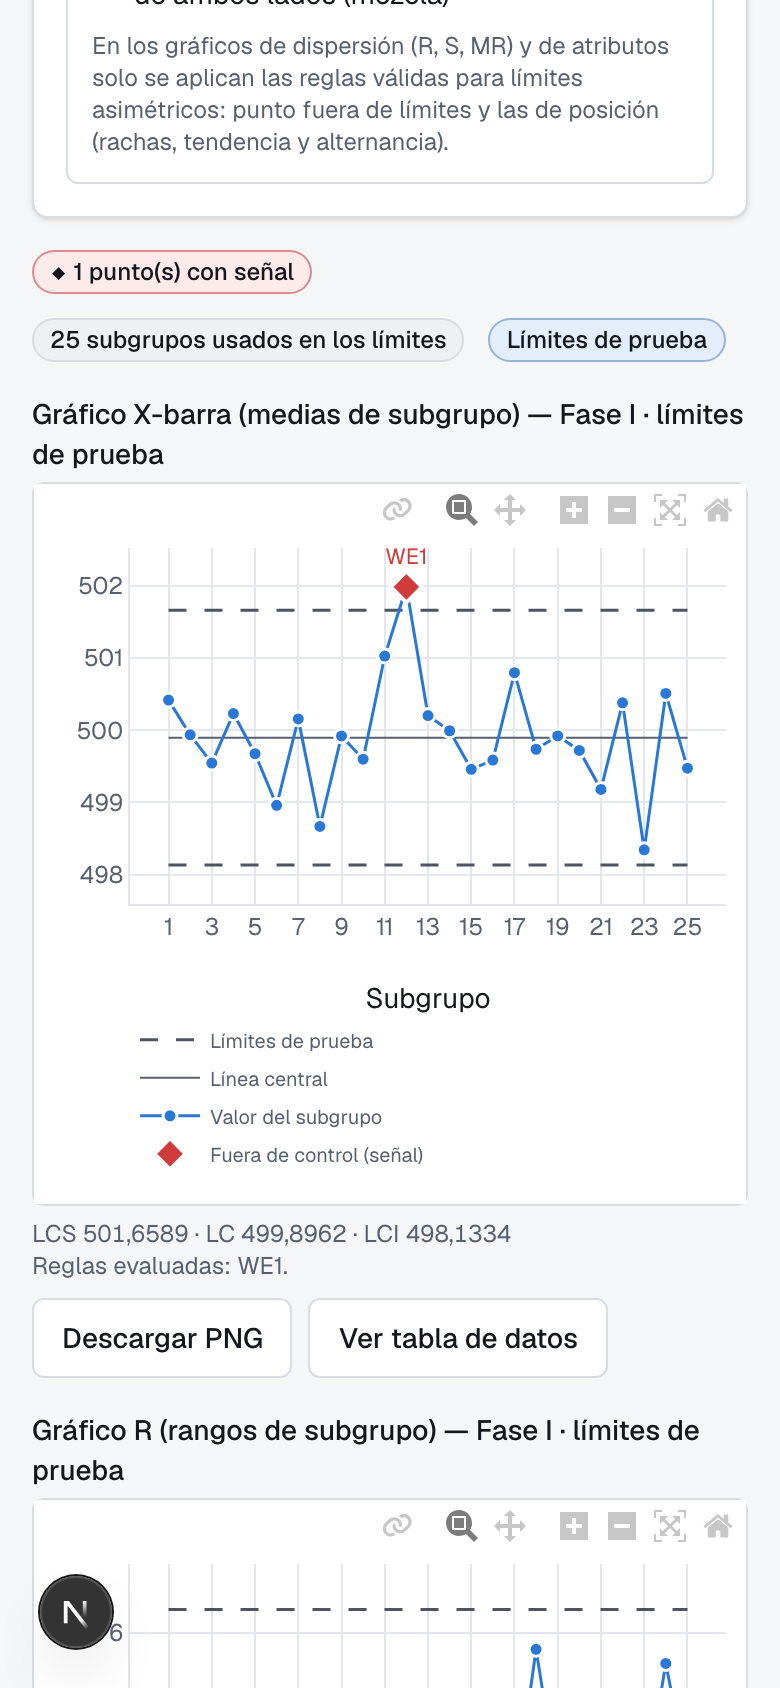 de ambos lados (mezcla)
En los gráficos de dispersión (R, S, MR) y de atributos
solo se aplican las reglas válidas para límites
asimétricos: punto fuera de límites y las de posición
(rachas, tendencia y alternancia).
◆ 1 punto(s) con señal
25 subgrupos usados en los límites
Límites de prueba
Gráfico X-barra (medias de subgrupo) — Fase I · límites
de prueba
WE1
502
501
500
499
498
1 3 5 7 9 11 13 15 17 19 21 23 25
Subgrupo
Límites de prueba
Línea central
Valor del subgrupo
Fuera de control (señal)
LCS 501,6589 · LC 499,8962 · LCI 498,1334
Reglas evaluadas: WE1.
Descargar PNG
Ver tabla de datos
Gráfico R (rangos de subgrupo) — Fase I · límites de
prueba
N
6